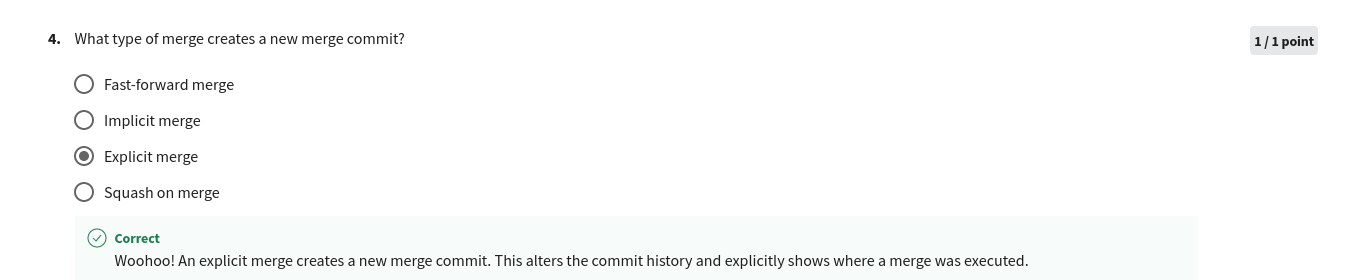 4. What type of merge creates a new merge commit?
1 / 1 point
Fast-forward merge
Implicit merge
Explicit merge
Squash on merge
Correct
Woohoo! An explicit merge creates a new merge commit. This alters the commit history and explicitly shows where a merge was executed.